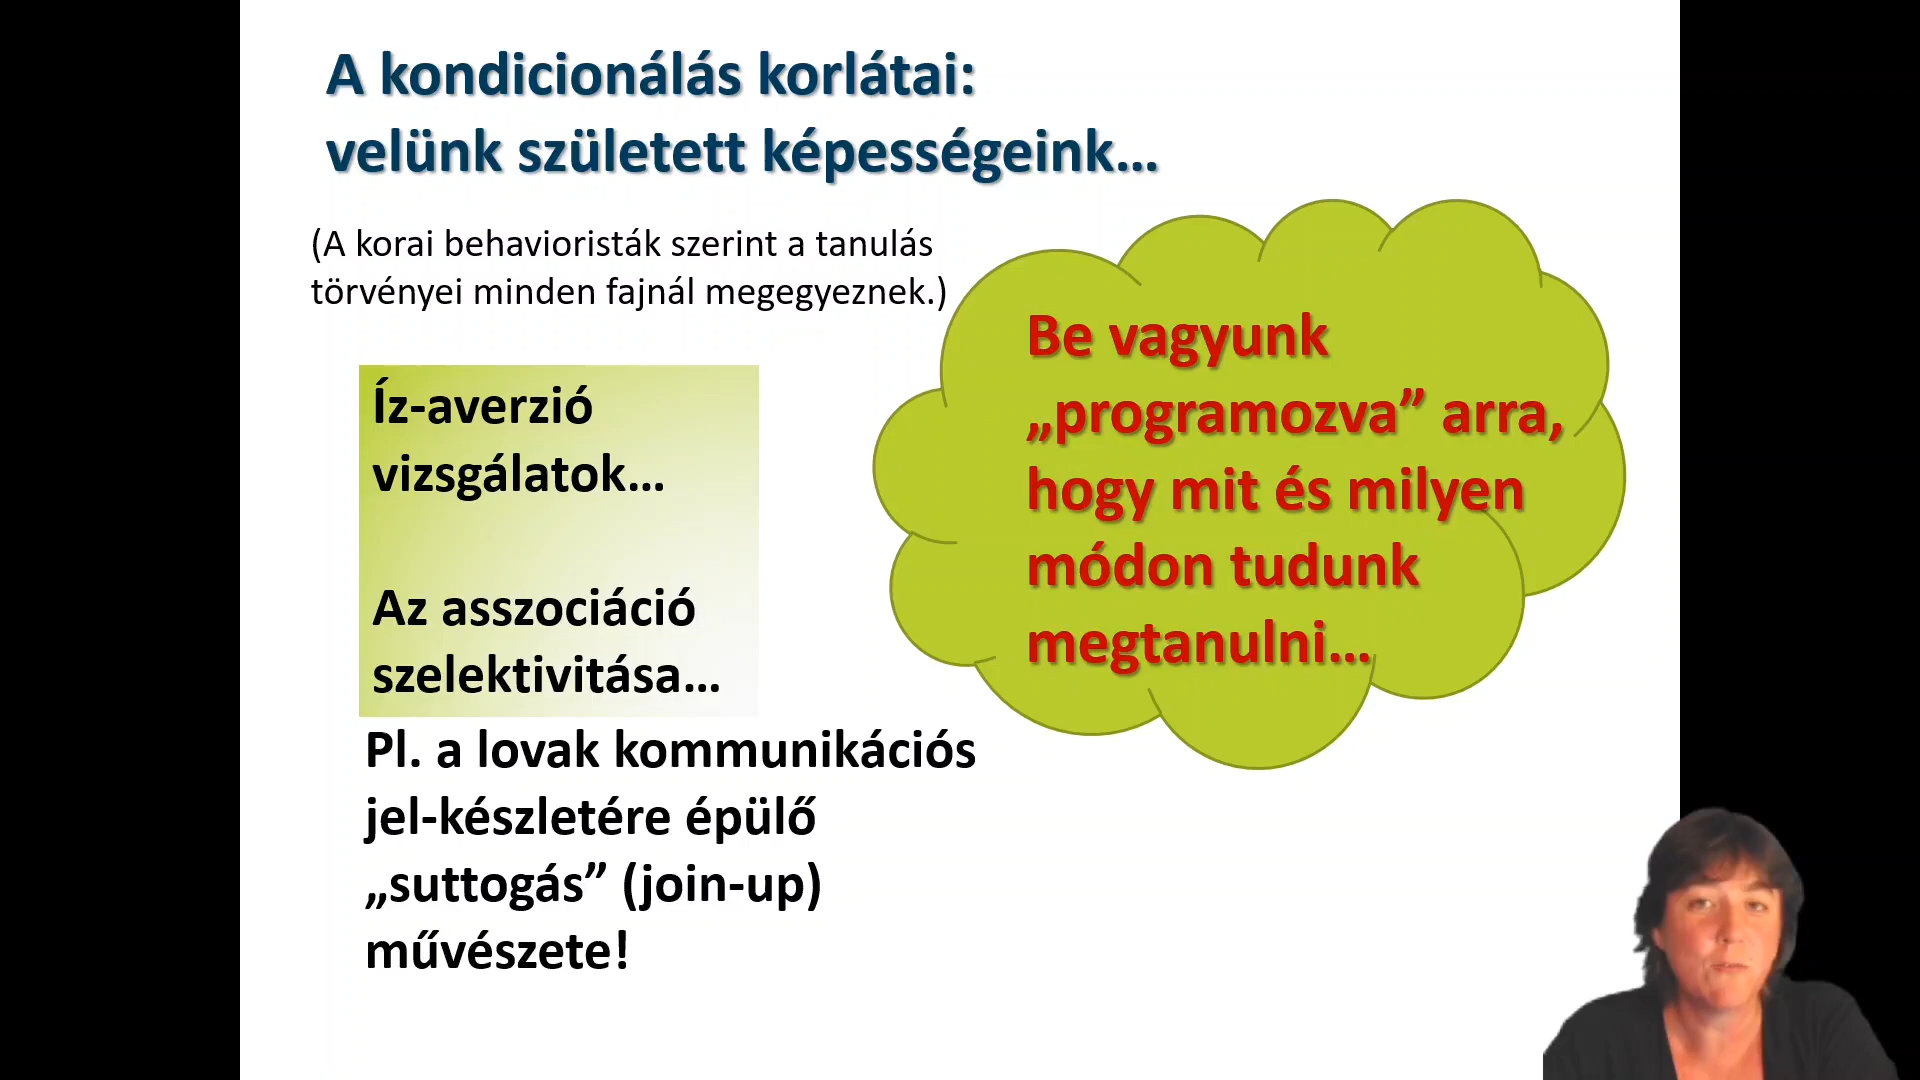 A kondicionálás korlátai:
velünk született képességeink…
(A korai behavioristák szerint a tanulás
törvényei minden fajnál megegyeznek.)
Íz-averzió
vizsgálatok…
Az asszociáció
szelektivitása…
Pl. a lovak kommunikációs
jel-készletére épülő
„suttogás” (join-up)
művészete!
Be vagyunk
„programozva” arra,
hogy mit és milyen
módon tudunk
megtanulni…